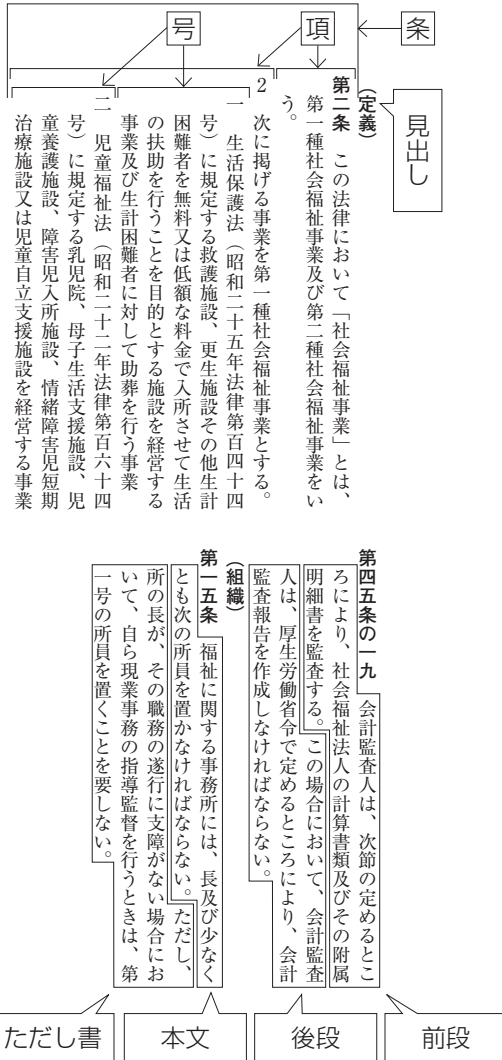 条
項
号
見出し
(定義)
第二条 この法律において「社会福祉事業」とは、
第一種社会福祉事業及び第二種社会福祉事業をい
う。
2 次に掲げる事業を第一種社会福祉事業とする。
一 生活保護法(昭和二十五年法律第百四十四
号)に規定する救護施設、更生施設その他生計
困難者を無料又は低額な料金で入所させて生活
の扶助を行うことを目的とする施設を経営する
事業及び生計困難者に対して助葬を行う事業
二 児童福祉法(昭和二十二年法律第百六十四
号)に規定する乳児院、母子生活支援施設、児
童養護施設、障害児入所施設、情緒障害児短期
治療施設又は児童自立支援施設を経営する事業
第四五条の一九 会計監査人は、次節の定めるとこ
ろにより、社会福祉法人の計算書類及びその附属
明細書を監査する。この場合において、会計監査
人は、厚生労働省令で定めるところにより、会計
監査報告を作成しなければならない。
(組織)
第一五条 福祉に関する事務所には、長及び少なく
とも次の所員を置かなければならない。ただし、
所の長が、その職務の遂行に支障がない場合にお
いて、自ら現業事務の指導監督を行うときは、第
一号の所員を置くことを要しない。
前段
後段
本文
ただし書